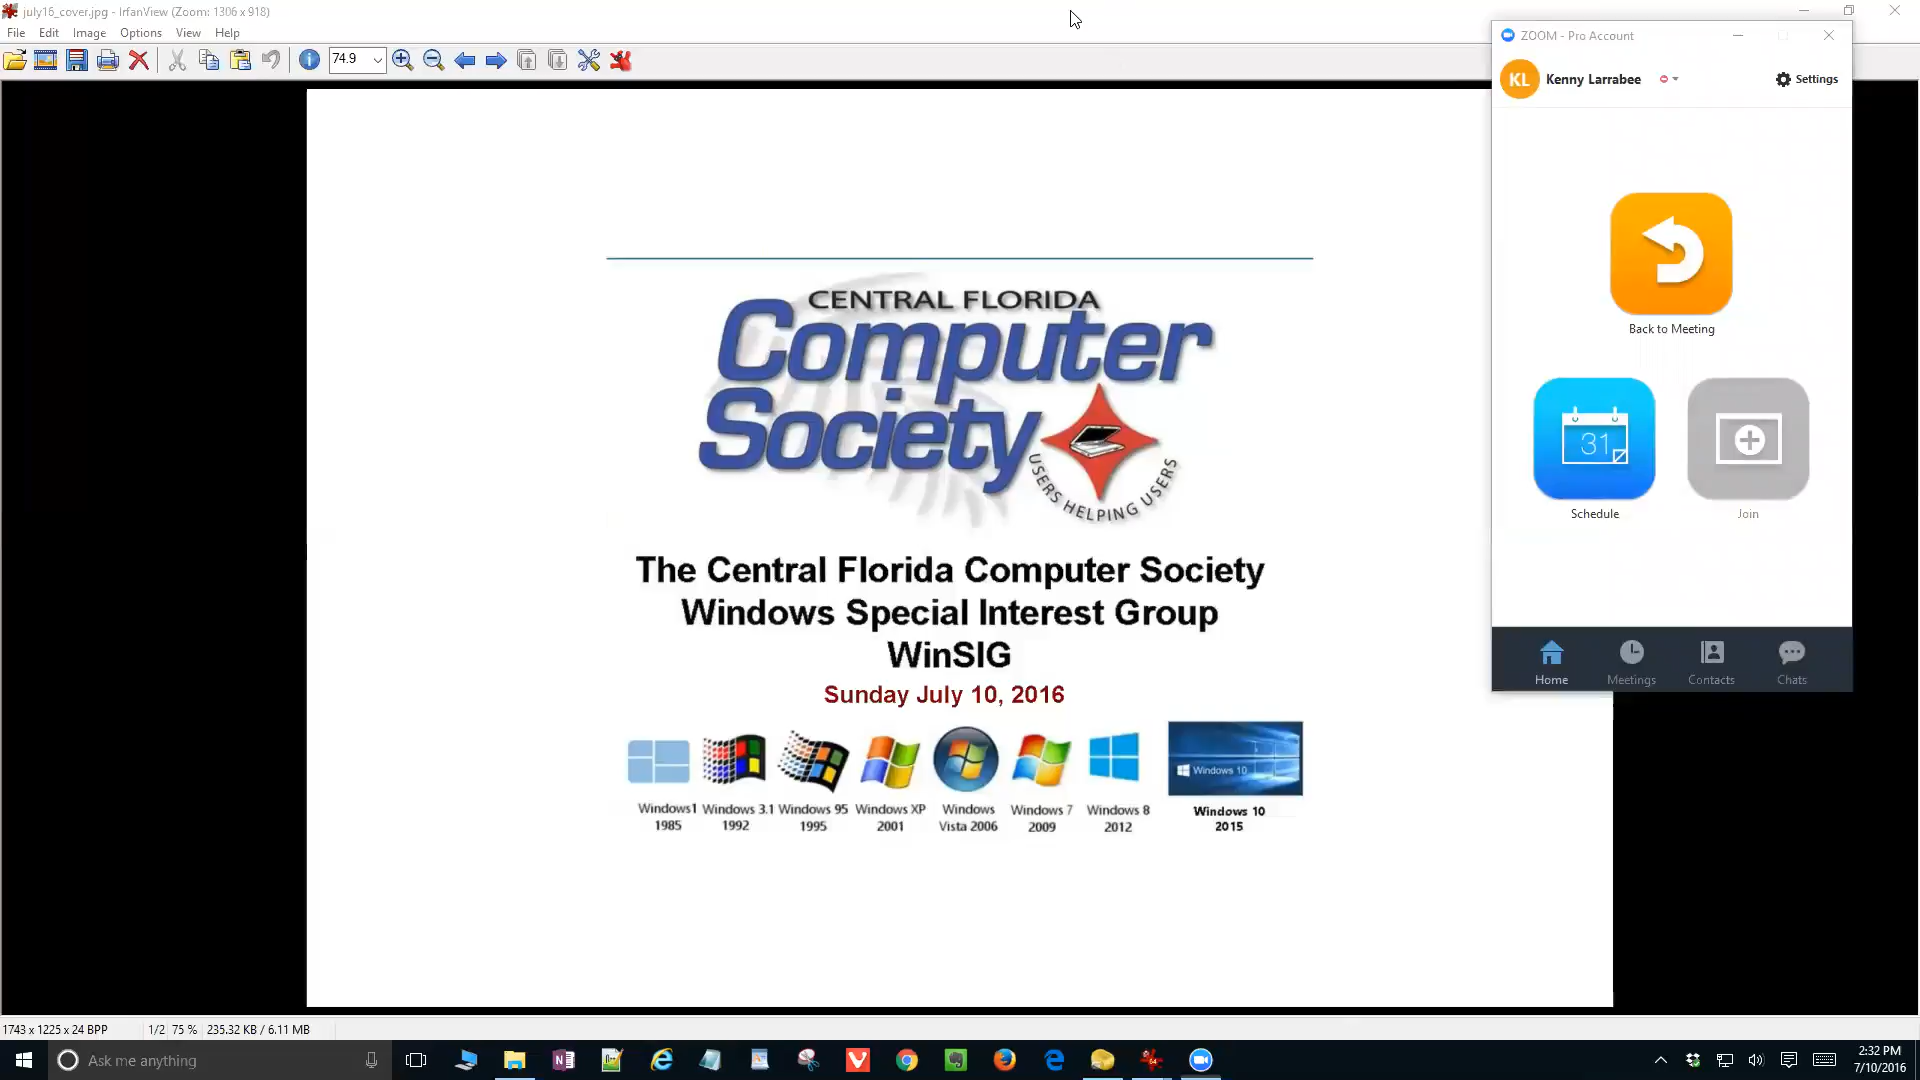 july16_cover.jpg - IrfanView (Zoom: 1306 x 918)
File Edit Image Options View Help
74.9
ZOOM - Pro Account
KL Kenny Larrabee
Settings
Back to Meeting
31
Schedule
Join
Home Meetings Contacts Chats
CENTRAL FLORIDA
Computer
Society
USERS HELPING USERS
The Central Florida Computer Society
Windows Special Interest Group
WinSIG
Sunday July 10, 2016
Windows 10
Windows1 Windows 3.1 Windows 95 Windows XP Windows Windows 7 Windows 8 Windows 10
1985 1992 1995 2001 Vista 2006 2009 2012 2015
1743 x 1225 x 24 BPP 1/2 75 % 235.32 KB / 6.11 MB
Ask me anything
2:32 PM
7/10/2016